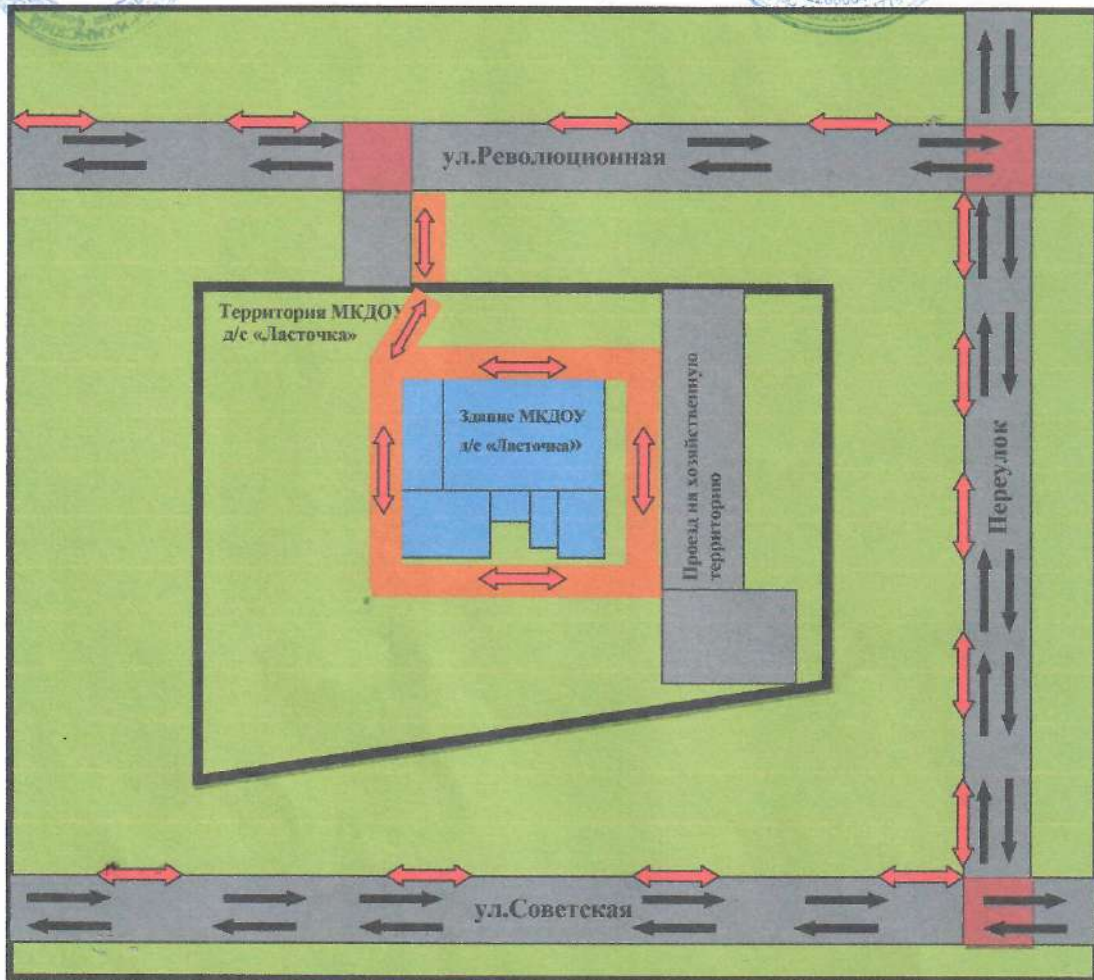 ул.Революционная
Территория МКДОУ
д/с «Ласточка»
Здание МКДОУ
д/с «Ласточка»
Проезд на хозяйственную
территорию
Переулок
ул.Советская